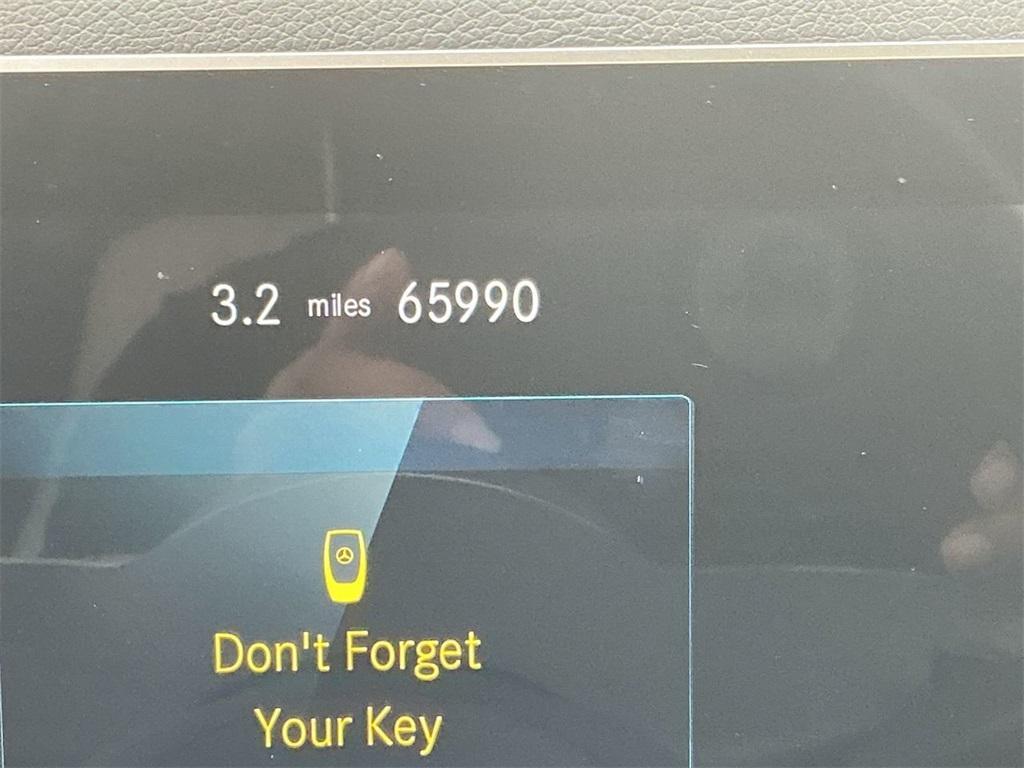 3.2 miles 65990
Don't Forget
Your Key